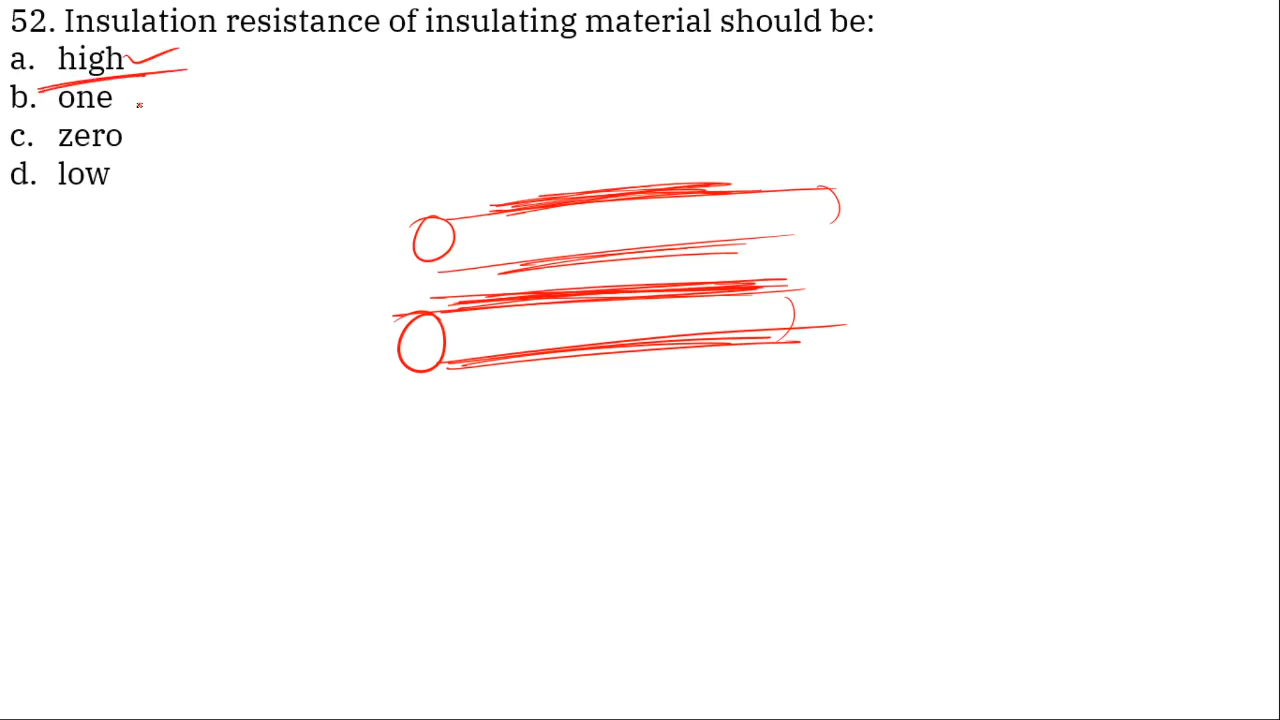 52. Insulation resistance of insulating material should be:
a. high
b. one
c. zero
d. low